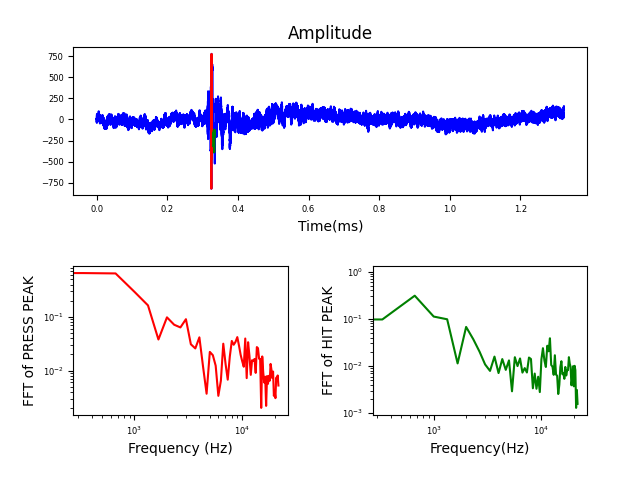 Amplitude
750
500
250
0
−250
−500
−750
0.0 0.2 0.4 0.6 0.8 1.0 1.2
Time(ms)
FFT of PRESS PEAK
10⁻¹
10⁻²
10³ 10⁴
Frequency (Hz)
FFT of HIT PEAK
10⁰
10⁻¹
10⁻²
10⁻³
10³ 10⁴
Frequency(Hz)